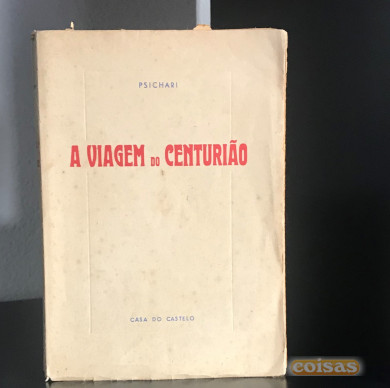 PSICHARI
A VIAGEM DO CENTURIÃO
CASA DO CASTELO
coisas